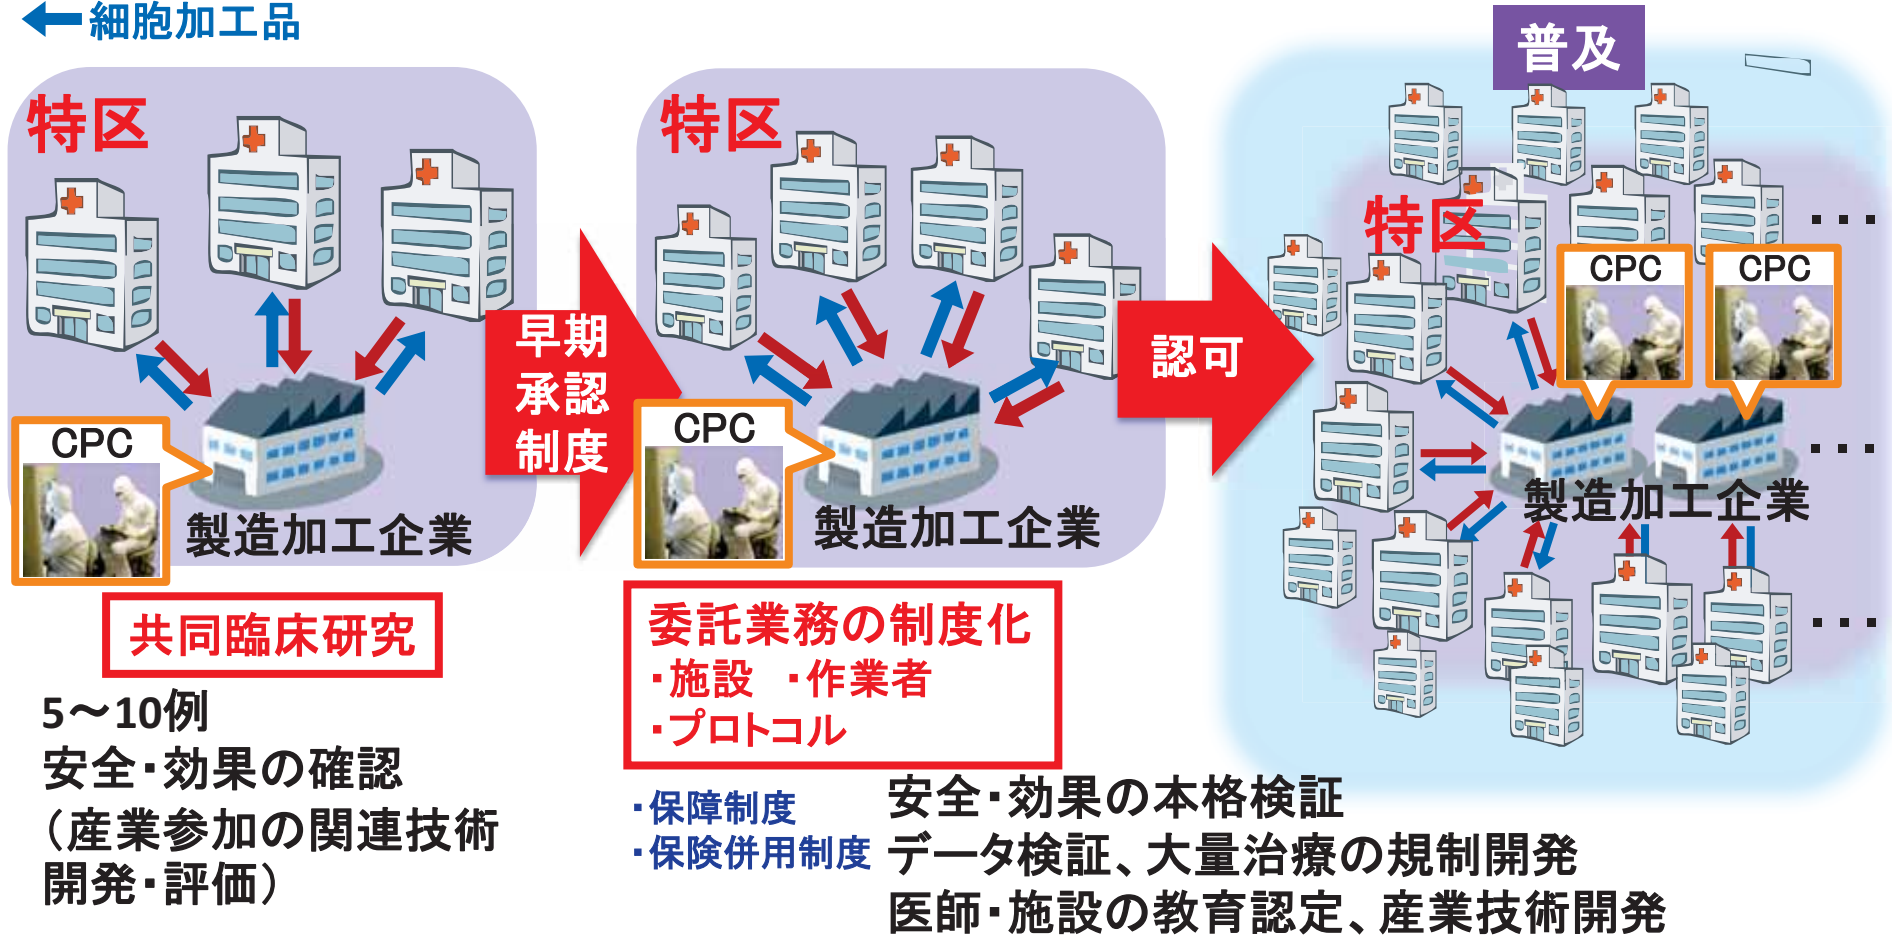 細胞加工品
特区
CPC
製造加工企業
共同臨床研究
5～10例
安全・効果の確認
（産業参加の関連技術
開発・評価）
早期
承認
制度
特区
CPC
製造加工企業
委託業務の制度化
・施設　・作業者
・プロトコル
・保障制度
・保険併用制度
認可
普及
特区
CPC
CPC
製造加工企業
・・・
・・・
・・・
安全・効果の本格検証
データ検証、大量治療の規制開発
医師・施設の教育認定、産業技術開発